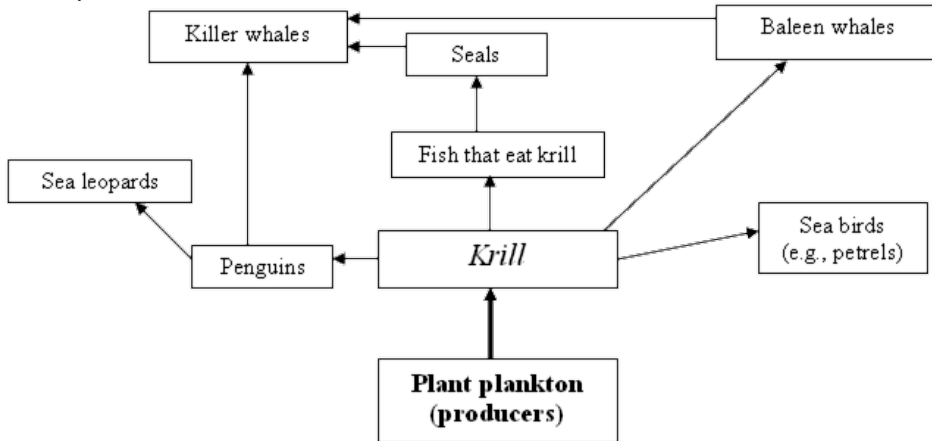 Killer whales
Baleen whales
Seals
Fish that eat krill
Sea leopards
Sea birds
(e.g., petrels)
Penguins
Krill
Plant plankton
(producers)